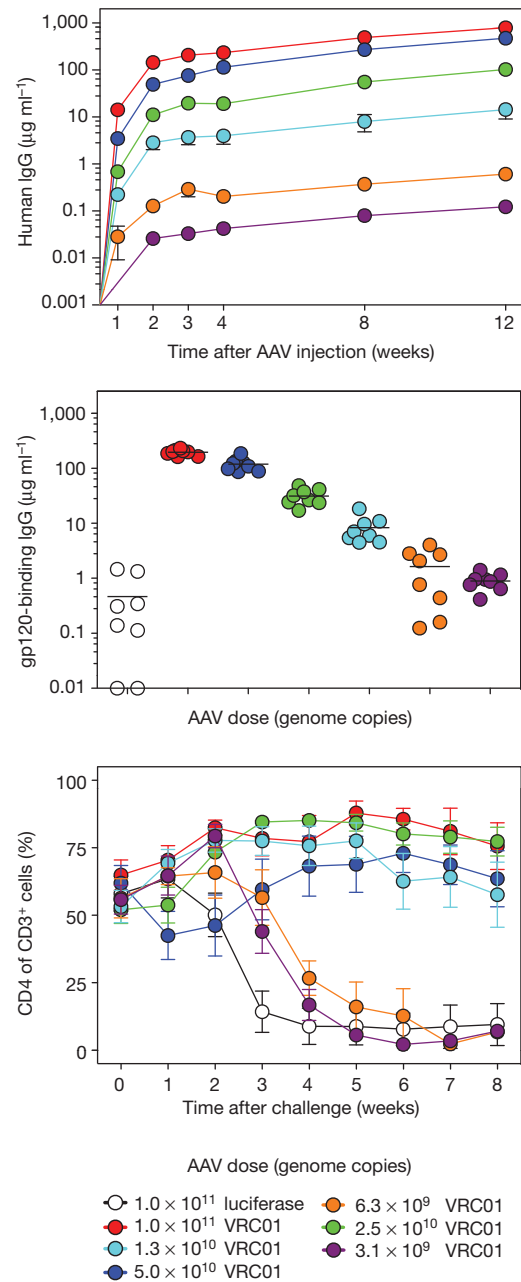 Human IgG (µg ml⁻¹)
1,000
100
10
1
0.1
0.01
0.001
1 2 3 4 8 12
Time after AAV injection (weeks)
gp120-binding IgG (µg ml⁻¹)
1,000
100
10
1
0.1
0.01
AAV dose (genome copies)
CD4 of CD3⁺ cells (%)
100
75
50
25
0
0 1 2 3 4 5 6 7 8
Time after challenge (weeks)
AAV dose (genome copies)
1.0 × 10¹¹ luciferase
1.0 × 10¹¹ VRC01
1.3 × 10¹⁰ VRC01
5.0 × 10¹⁰ VRC01
6.3 × 10⁹ VRC01
2.5 × 10¹⁰ VRC01
3.1 × 10⁹ VRC01